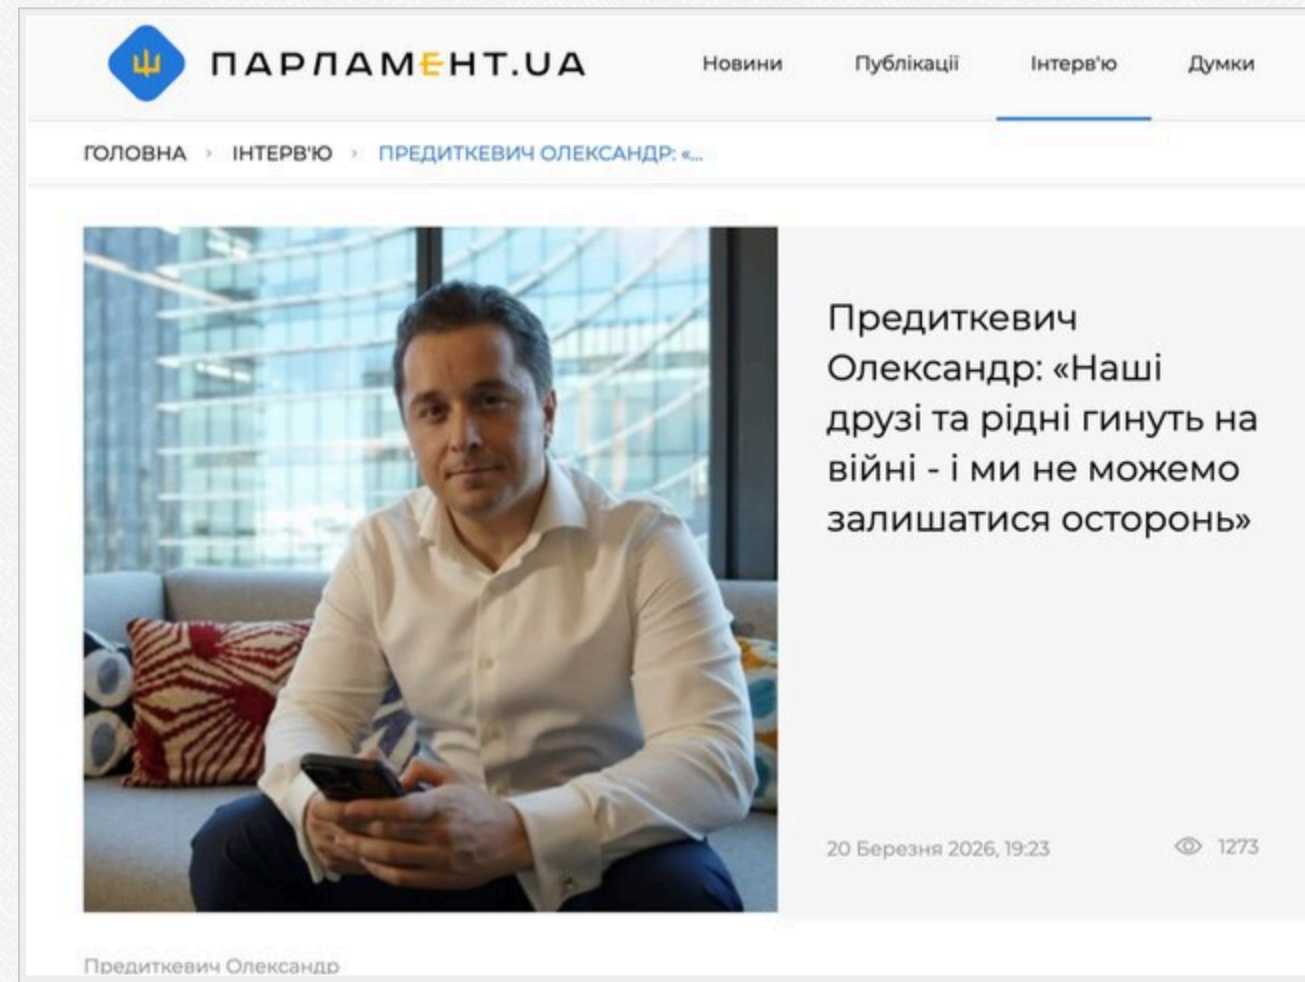 ПАРЛАМЕНТ.UA
Новини Публікації Інтерв'ю Думки
ГОЛОВНА › ІНТЕРВ'Ю › ПРЕДИТКЕВИЧ ОЛЕКСАНДР: «...
Предиткевич
Олександр: «Наші
друзі та рідні гинуть на
війні - і ми не можемо
залишатися осторонь»
20 Березня 2026, 19:23 1273
Предиткевич Олександр